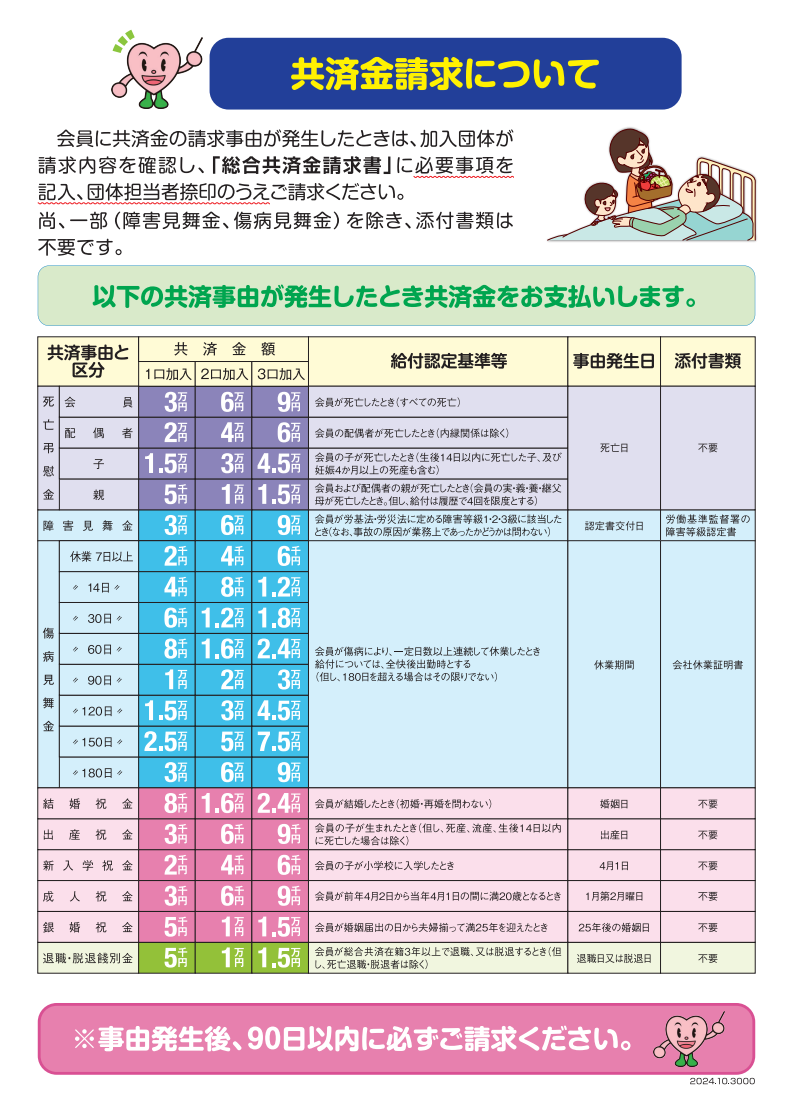 共済金請求について
会員に共済金の請求事由が発生したときは、加入団体が
請求内容を確認し、「総合共済金請求書」に必要事項を
記入、団体担当者捺印のうえご請求ください。
尚、一部（障害見舞金、傷病見舞金）を除き、添付書類は
不要です。
以下の共済事由が発生したとき共済金をお支払いします。
共済事由と
区分
共済金額
1口加入 2口加入 3口加入
給付認定基準等
事由発生日
添付書類
死亡弔慰金
会員 3万円 6万円 9万円 会員が死亡したとき（すべての死亡）
配偶者 2万円 4万円 6万円 会員の配偶者が死亡したとき（内縁関係は除く）
子 1.5万円 3万円 4.5万円 会員の子が死亡したとき（生後14日以内に死亡した子、及び
妊娠4か月以上の死産も含む）
親 5千円 1万円 1.5万円 会員および配偶者の親が死亡したとき（会員の実・義・養・継父
母が死亡したとき。但し、給付は履歴で4回を限度とする）
死亡日 不要
障害見舞金 3万円 6万円 9万円 会員が労基法・労災法に定める障害等級1・2・3級に該当した
とき（なお、事故の原因が業務上であったかどうかは問わない）
認定書交付日
労働基準監督署の
障害等級認定書
傷病見舞金
休業 7日以上 2千円 4千円 6千円
〃 14日 〃 4千円 8千円 1.2万円
〃 30日 〃 6千円 1.2万円 1.8万円
〃 60日 〃 8千円 1.6万円 2.4万円
〃 90日 〃 1万円 2万円 3万円
〃 120日 〃 1.5万円 3万円 4.5万円
〃 150日 〃 2.5万円 5万円 7.5万円
〃 180日 〃 3万円 6万円 9万円
会員が傷病により、一定日数以上連続して休業したとき
給付については、全快後出勤時とする
（但し、180日を超える場合はその限りでない）
休業期間 会社休業証明書
結婚祝金 8千円 1.6万円 2.4万円 会員が結婚したとき（初婚・再婚を問わない） 婚姻日 不要
出産祝金 3千円 6千円 9千円 会員の子が生まれたとき（但し、死産、流産、生後14日以内
に死亡した場合は除く） 出産日 不要
新入学祝金 2千円 4千円 6千円 会員の子が小学校に入学したとき 4月1日 不要
成人祝金 3千円 6千円 9千円 会員が前年4月2日から当年4月1日の間に満20歳となるとき 1月第2月曜日 不要
銀婚祝金 5千円 1万円 1.5万円 会員が婚姻届出の日から夫婦揃って満25年を迎えたとき 25年後の婚姻日 不要
退職・脱退餞別金 5千円 1万円 1.5万円 会員が総合共済在籍3年以上で退職、又は脱退するとき（但
し、死亡退職・脱退者は除く） 退職日又は脱退日 不要
※事由発生後、90日以内に必ずご請求ください。
2024.10.3000